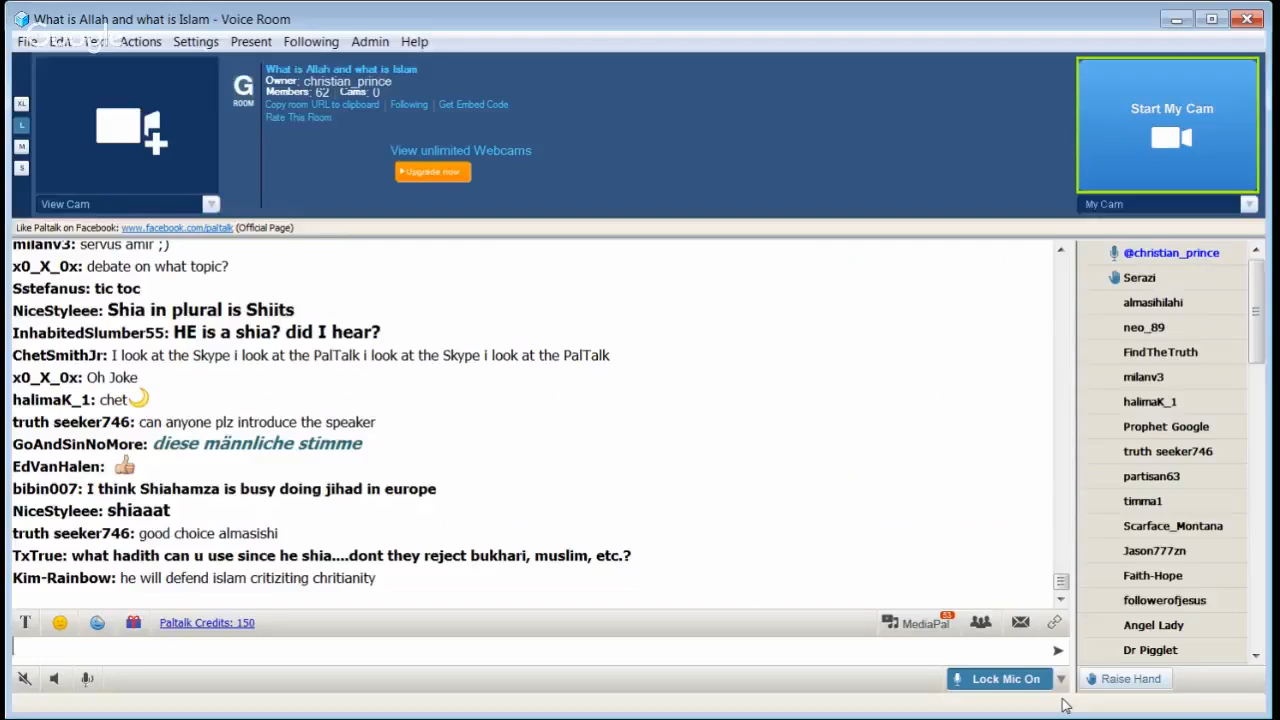 What is Allah and what is Islam - Voice Room
File Edit Text Actions Settings Present Following Admin Help
Google
XL
L
M
S
G
ROOM
What is Allah and what is Islam
Owner: christian_prince
Members: 62 Cams: 0
Copy room URL to clipboard | Following | Get Embed Code
Rate This Room
View unlimited Webcams
Upgrade now
Start My Cam
View Cam
My Cam
Like Paltalk on Facebook: www.facebook.com/paltalk (Official Page)
milanv3: servus amir ;)
x0_X_0x: debate on what topic?
Sstefanus: tic toc
NiceStyleee: Shia in plural is Shiits
InhabitedSlumber55: HE is a shia? did I hear?
ChetSmithJr: I look at the Skype i look at the PalTalk i look at the Skype i look at the PalTalk
x0_X_0x: Oh Joke
halimaK_1: chet
truth seeker746: can anyone plz introduce the speaker
GoAndSinNoMore: diese männliche stimme
EdVanHalen:
bibin007: I think Shiahamza is busy doing jihad in europe
NiceStyleee: shiaaat
truth seeker746: good choice almasishi
TxTrue: what hadith can u use since he shia....dont they reject bukhari, muslim, etc.?
Kim-Rainbow: he will defend islam critiziting chritianity
@christian_prince
Serazi
almasihilahi
neo_89
FindTheTruth
milanv3
halimaK_1
Prophet Google
truth seeker746
partisan63
timma1
Scarface_Montana
Jason777zn
Faith-Hope
followerofjesus
Angel Lady
Dr Pigglet
T
Paltalk Credits: 150
MediaPal
53
Lock Mic On
Raise Hand